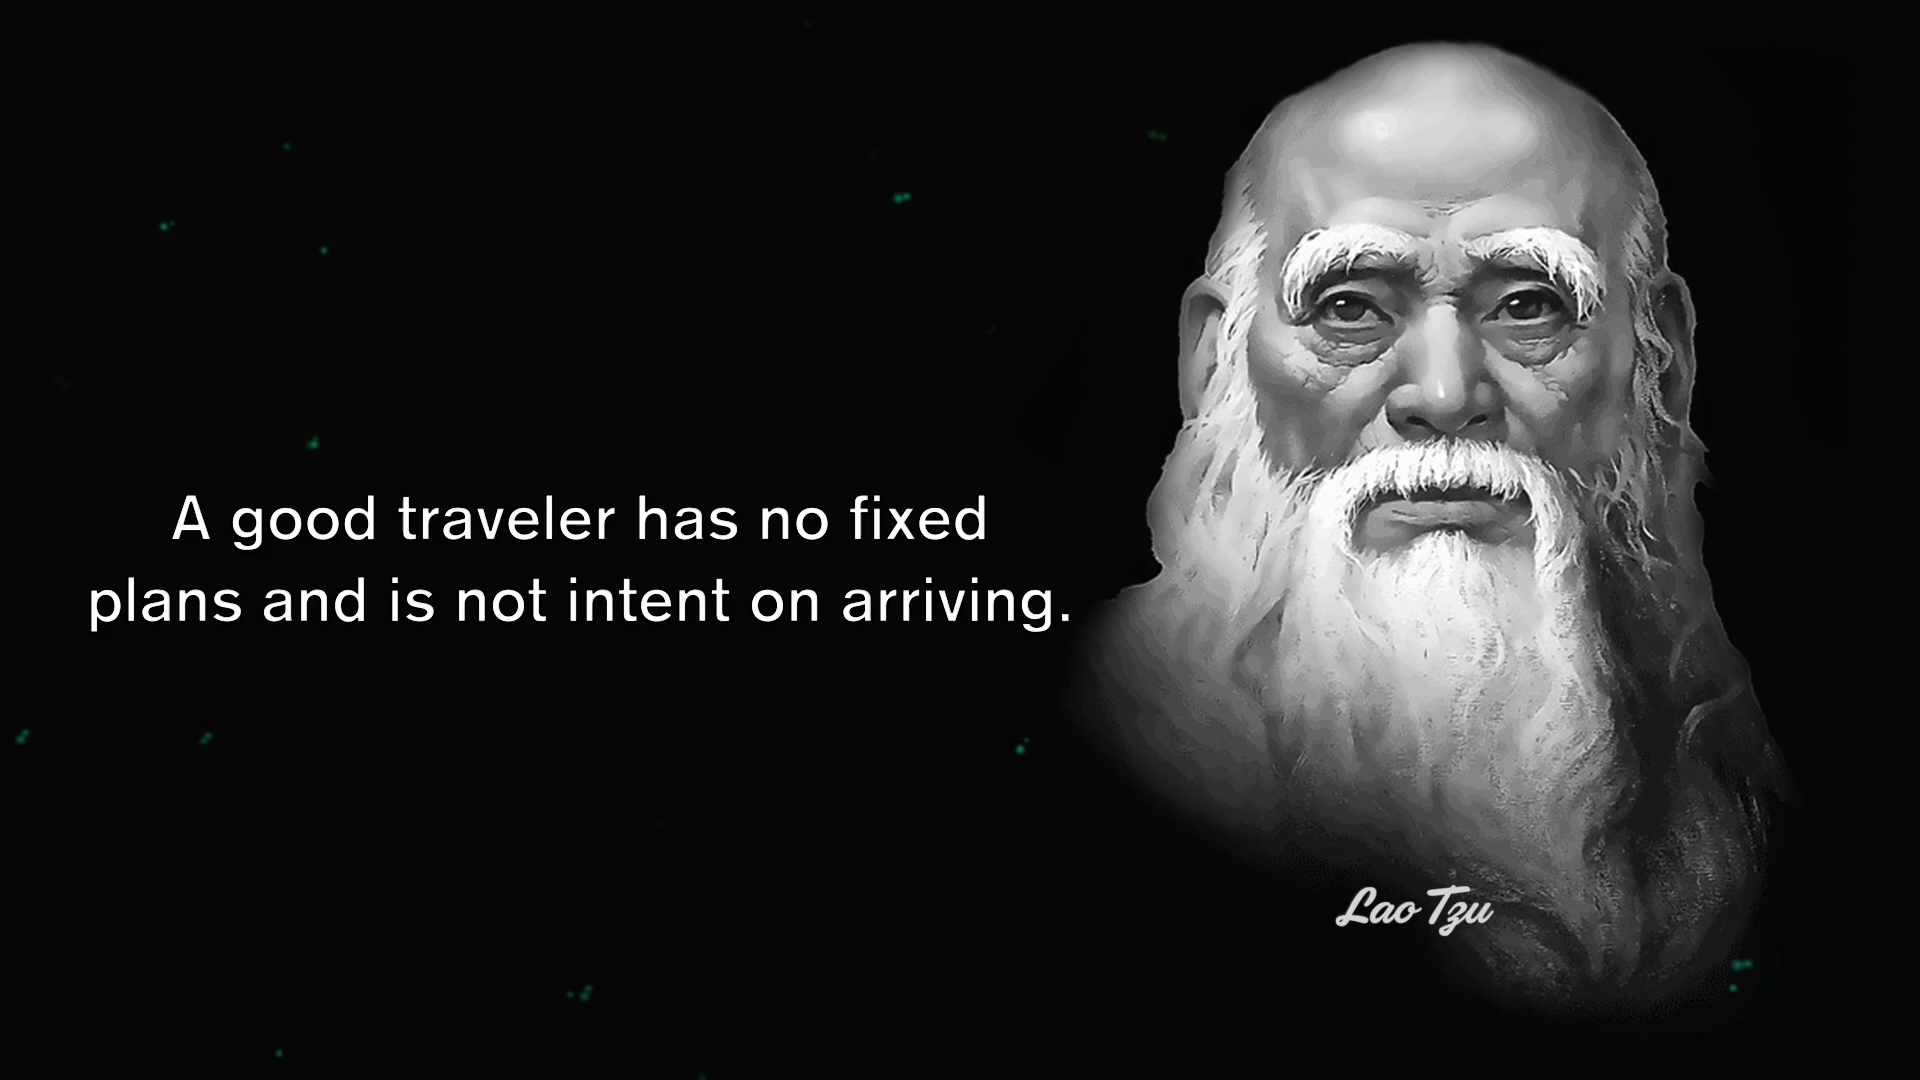 A good traveler has no fixed
plans and is not intent on arriving.
Lao Tzu